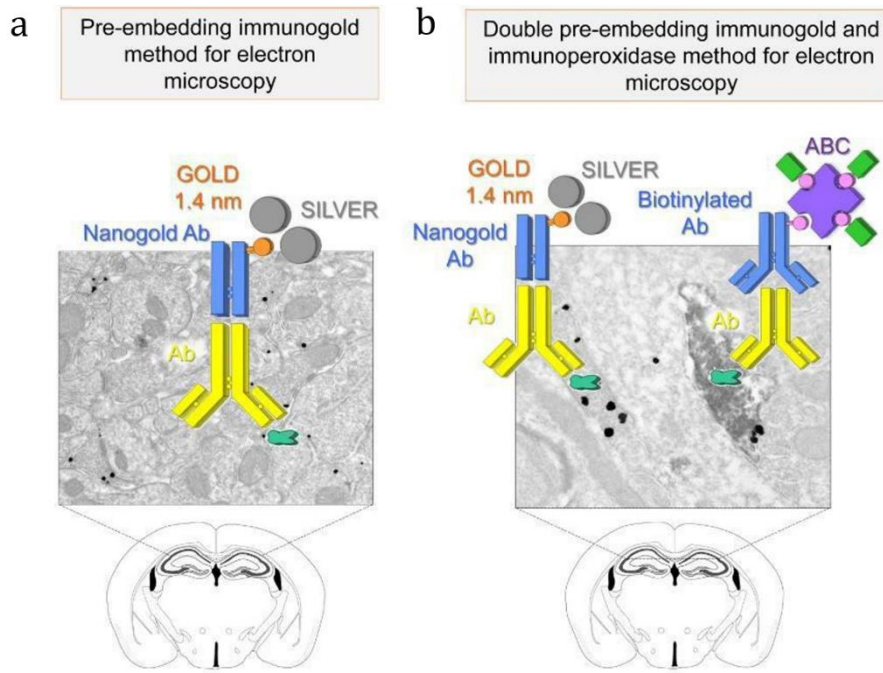 a
Pre-embedding immunogold
method for electron
microscopy
GOLD
1.4 nm
SILVER
Nanogold Ab
Ab
b
Double pre-embedding immunogold and
immunoperoxidase method for electron
microscopy
GOLD
1.4 nm
SILVER
Nanogold
Ab
Ab
ABC
Biotinylated
Ab
Ab